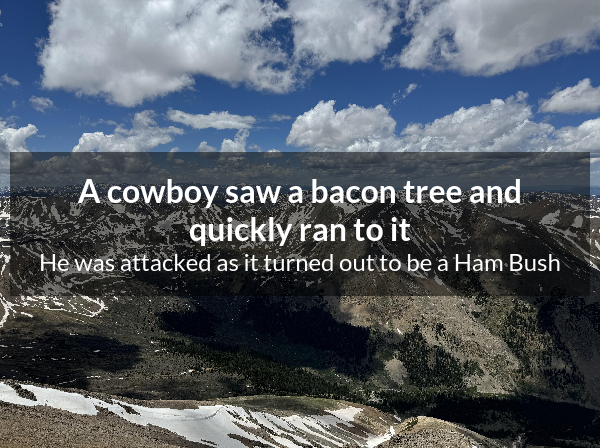 A cowboy saw a bacon tree and
quickly ran to it
He was attacked as it turned out to be a Ham Bush